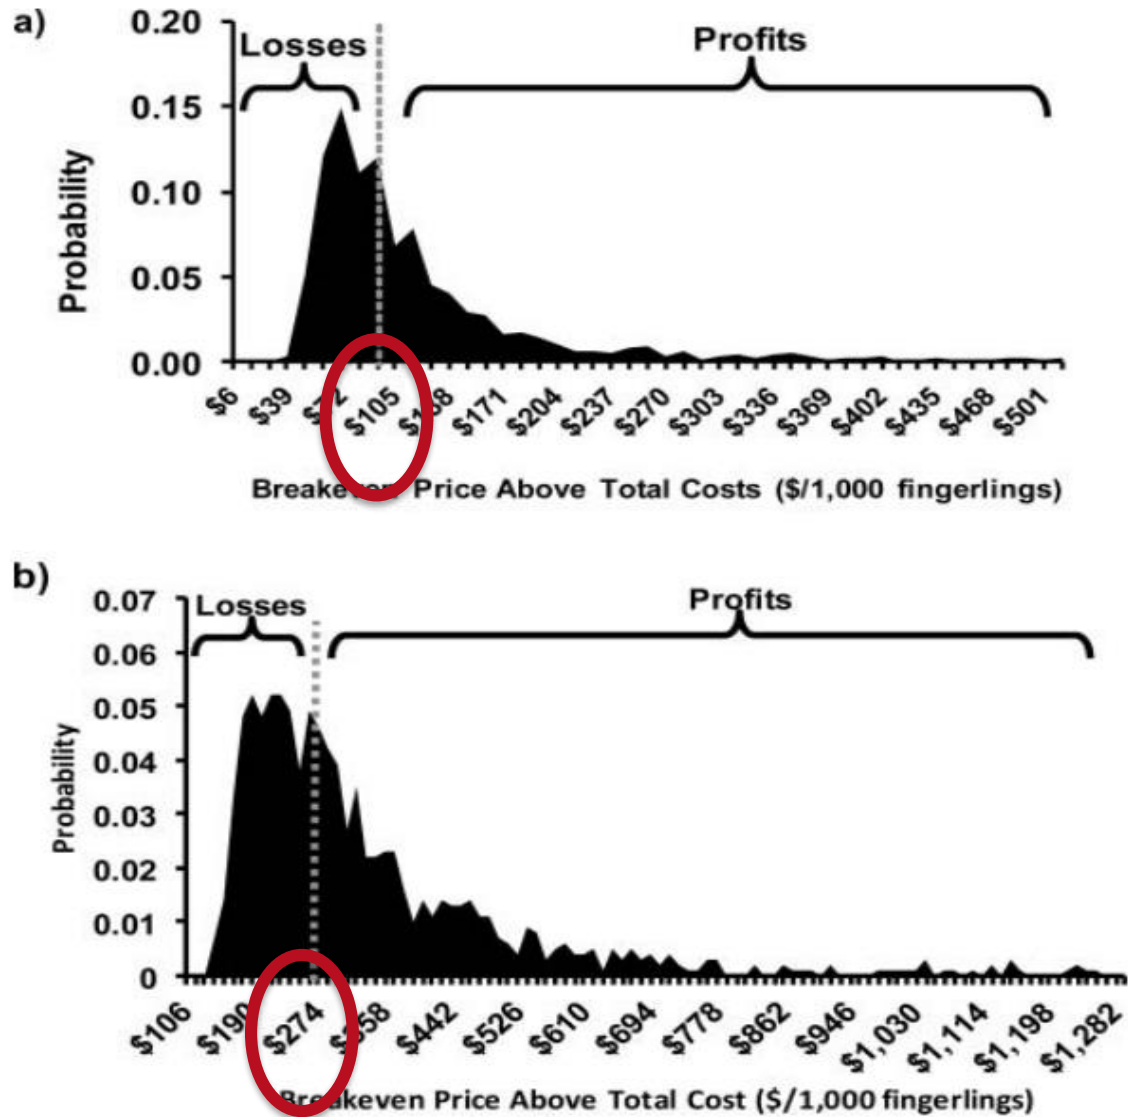 a)
Losses
Profits
0.20
0.15
0.10
0.05
0.00
Probability
$6 $39 $105 $138 $171 $204 $237 $270 $303 $336 $369 $402 $435 $468 $501
Price Above Total Costs ($/1,000 fingerlings)
b)
Losses
Profits
0.07
0.06
0.05
0.04
0.03
0.02
0.01
0
Probability
$106 $190 $274 $358 $442 $526 $610 $694 $778 $862 $946 $1,030 $1,114 $1,198 $1,282
Breakeven Price Above Total Cost ($/1,000 fingerlings)